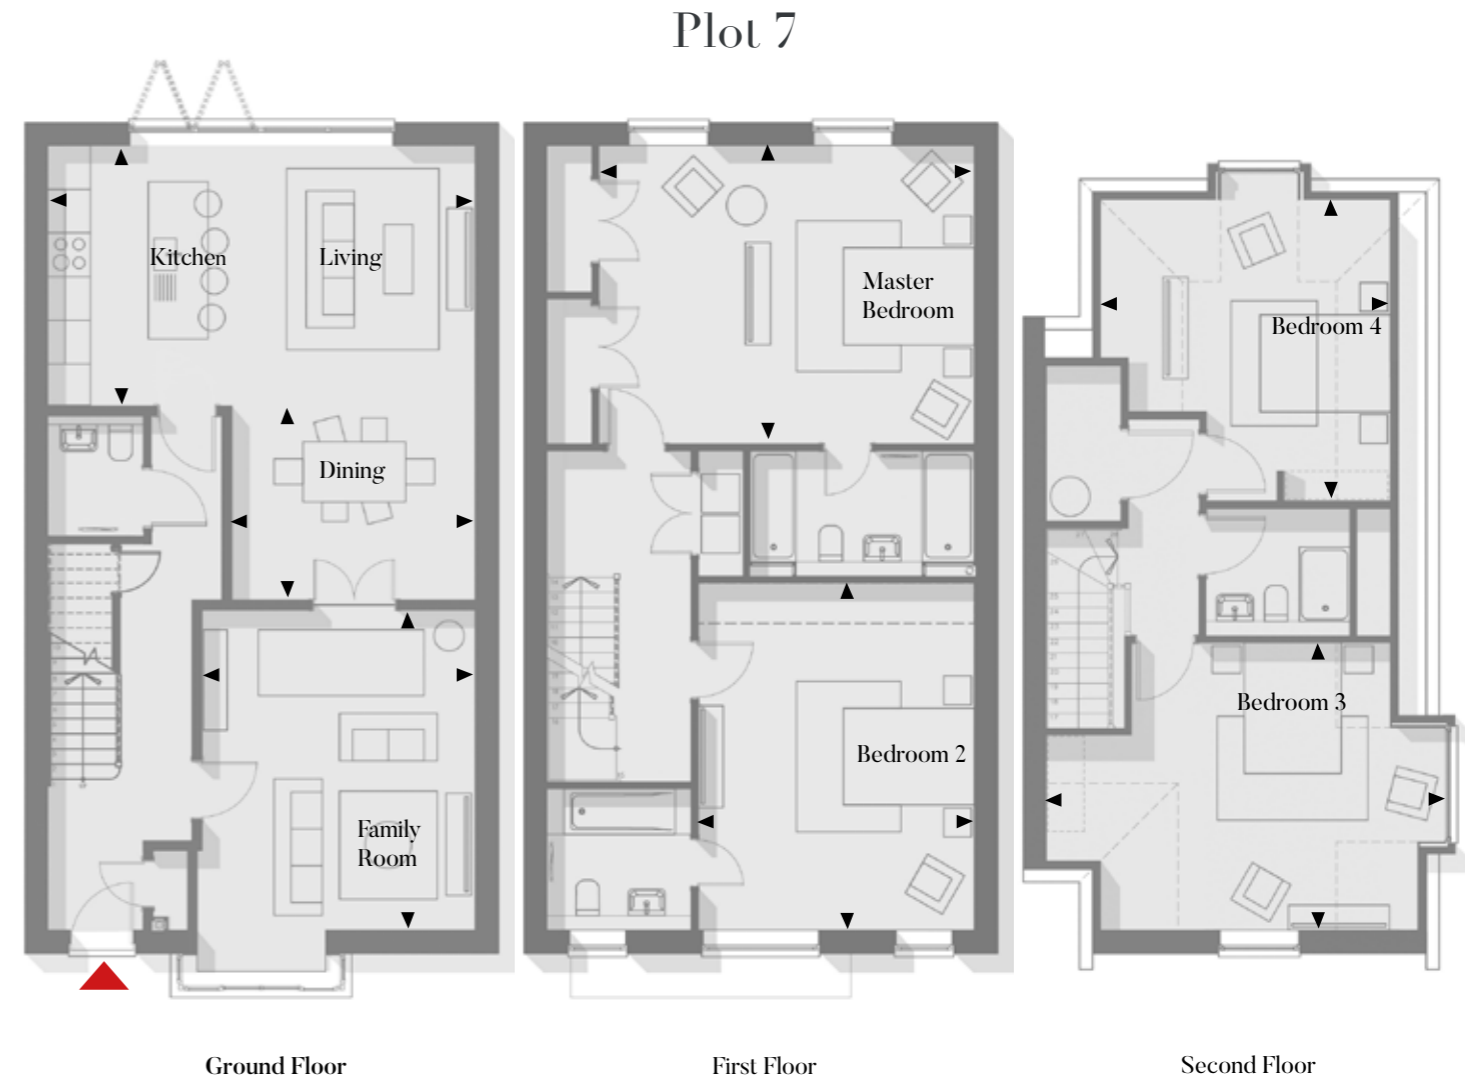 Plot 7
Kitchen
Living
Dining
Family
Room
Master
Bedroom
Bedroom 2
Bedroom 4
Bedroom 3
Ground Floor
First Floor
Second Floor